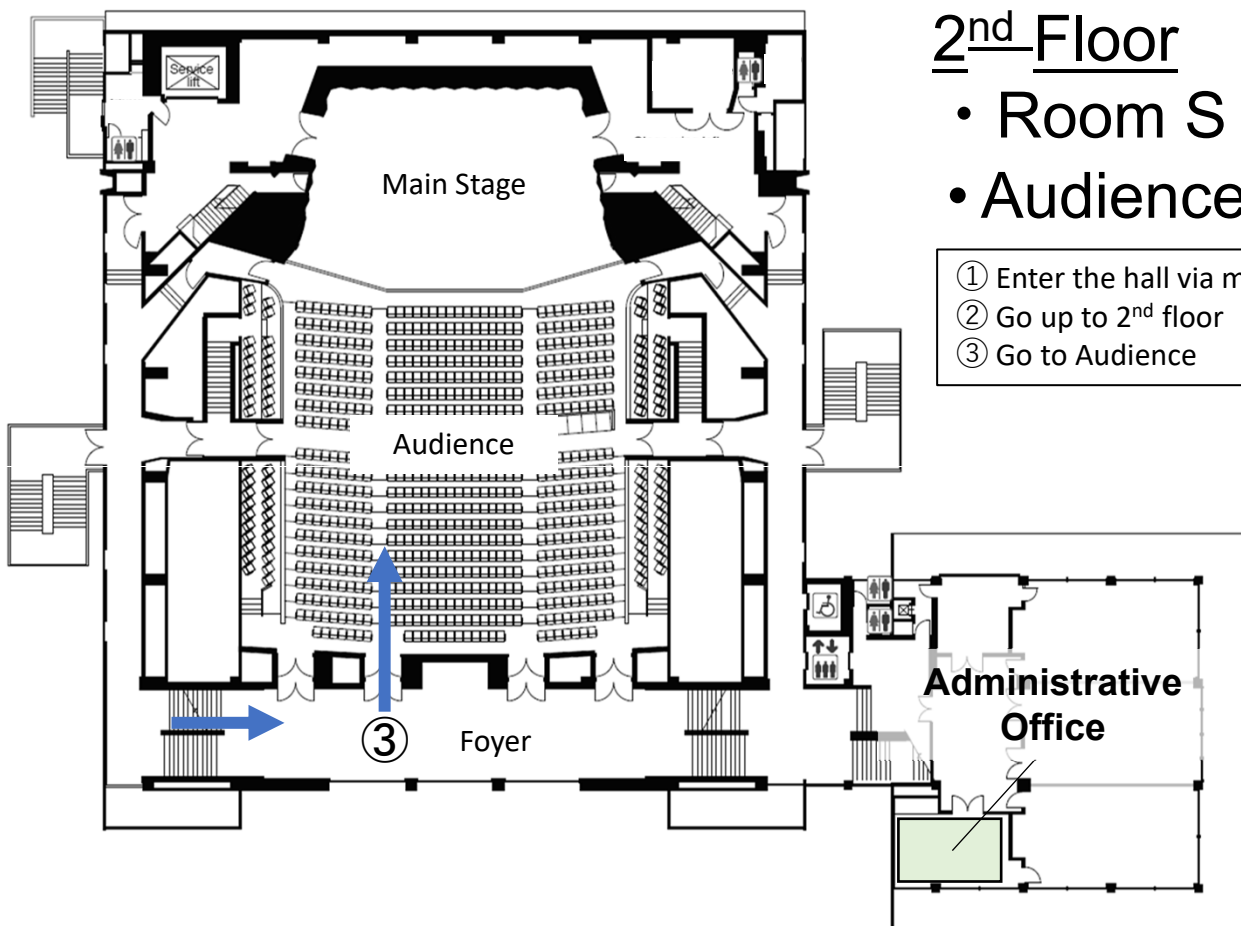 2nd Floor
• Room S
• Audience
① Enter the hall via m
② Go up to 2nd floor
③ Go to Audience
Service
lift
Main Stage
Audience
Administrative
Office
③
Foyer